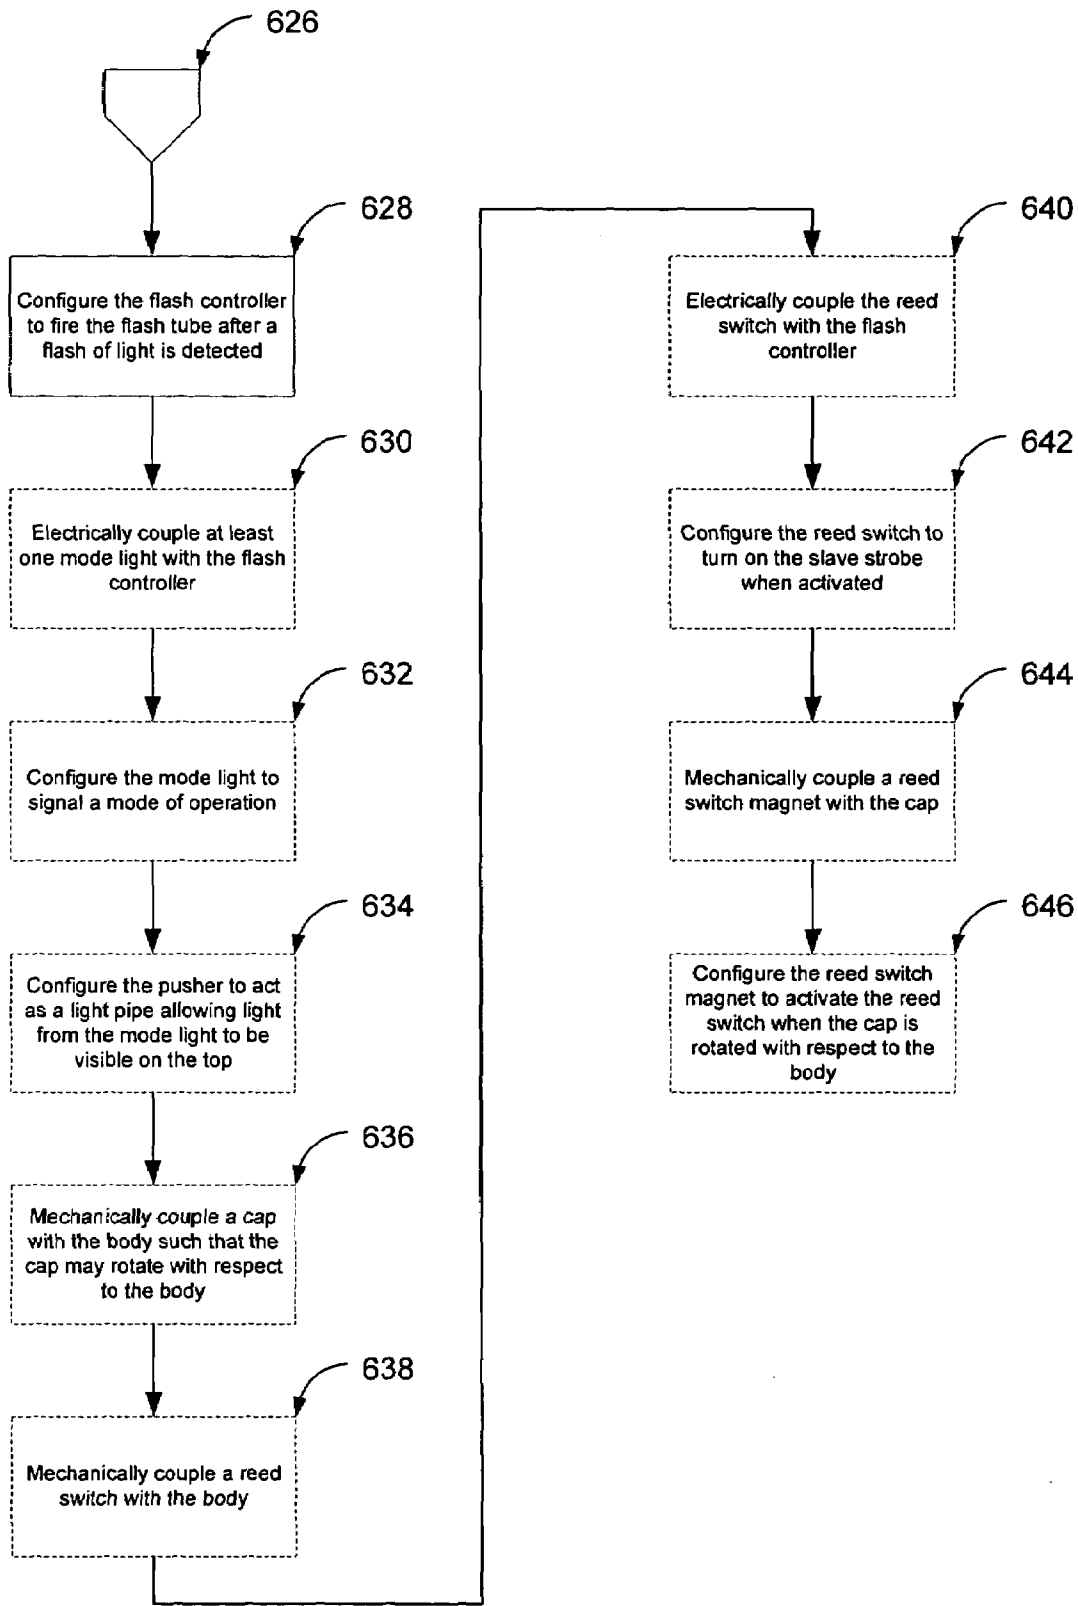 626
628
Configure the flash controller
to fire the flash tube after a
flash of light is detected
630
Electrically couple at least
one mode light with the flash
controller
632
Configure the mode light to
signal a mode of operation
634
Configure the pusher to act
as a light pipe allowing light
from the mode light to be
visible on the top
636
Mechanically couple a cap
with the body such that the
cap may rotate with respect
to the body
638
Mechanically couple a reed
switch with the body
640
Electrically couple the reed
switch with the flash
controller
642
Configure the reed switch to
turn on the slave strobe
when activated
644
Mechanically couple a reed
switch magnet with the cap
646
Configure the reed switch
magnet to activate the reed
switch when the cap is
rotated with respect to the
body